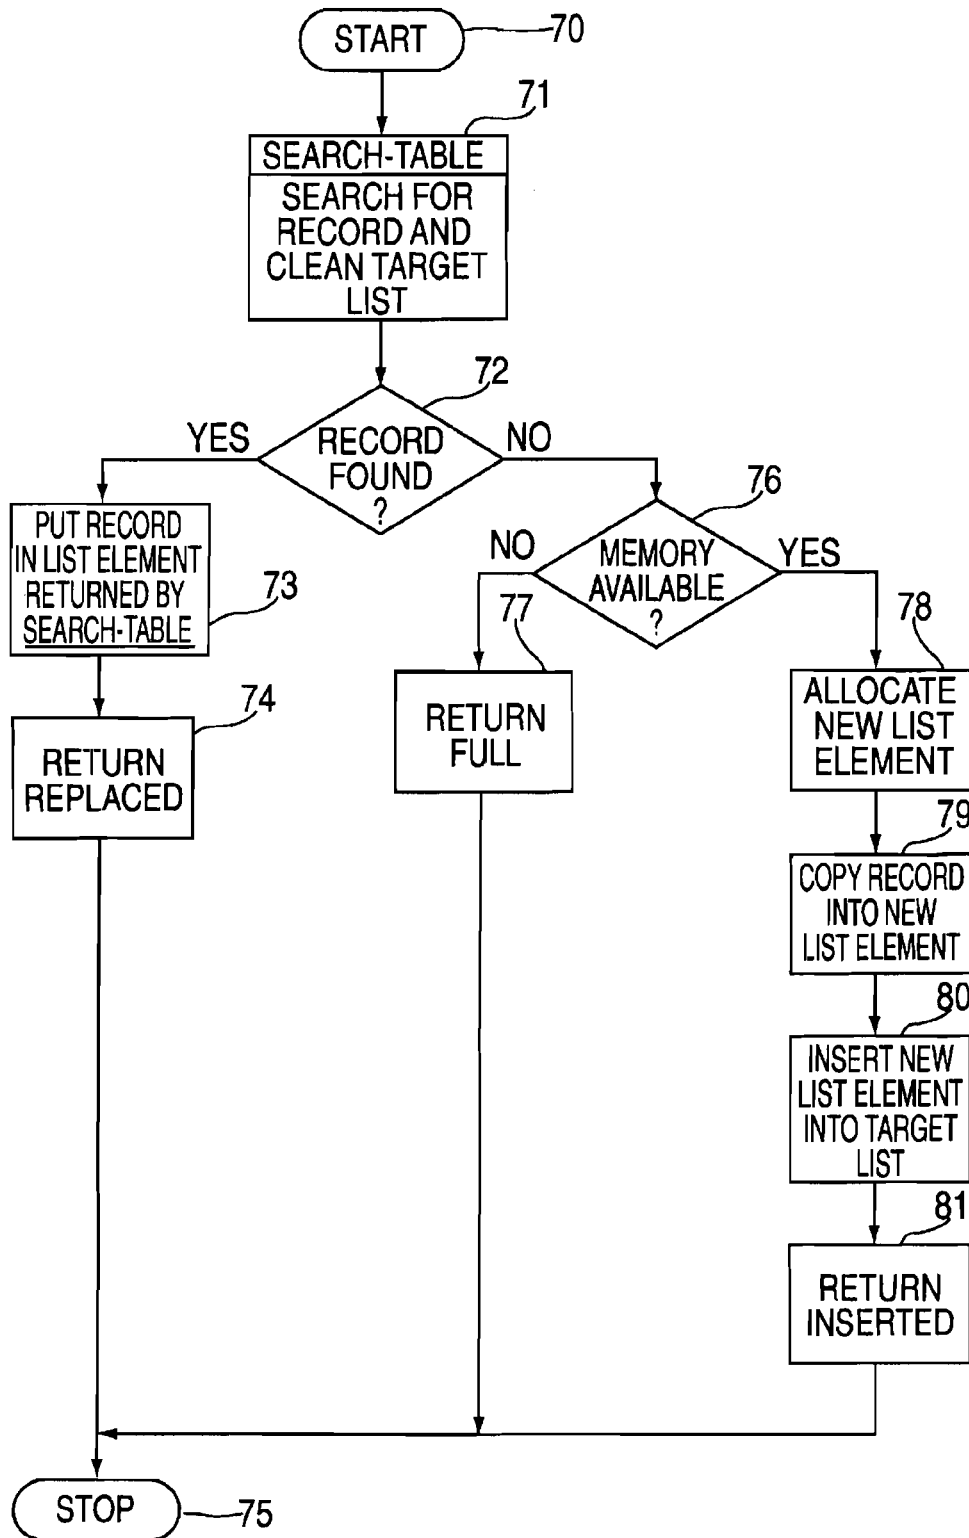 START
70
71
SEARCH-TABLE
SEARCH FOR
RECORD AND
CLEAN TARGET
LIST
72
YES
RECORD
FOUND
?
NO
76
PUT RECORD
IN LIST ELEMENT
RETURNED BY
SEARCH-TABLE
73
NO
MEMORY
AVAILABLE
?
YES
77
78
74
RETURN
REPLACED
RETURN
FULL
ALLOCATE
NEW LIST
ELEMENT
79
COPY RECORD
INTO NEW
LIST ELEMENT
80
INSERT NEW
LIST ELEMENT
INTO TARGET
LIST
81
RETURN
INSERTED
STOP
75